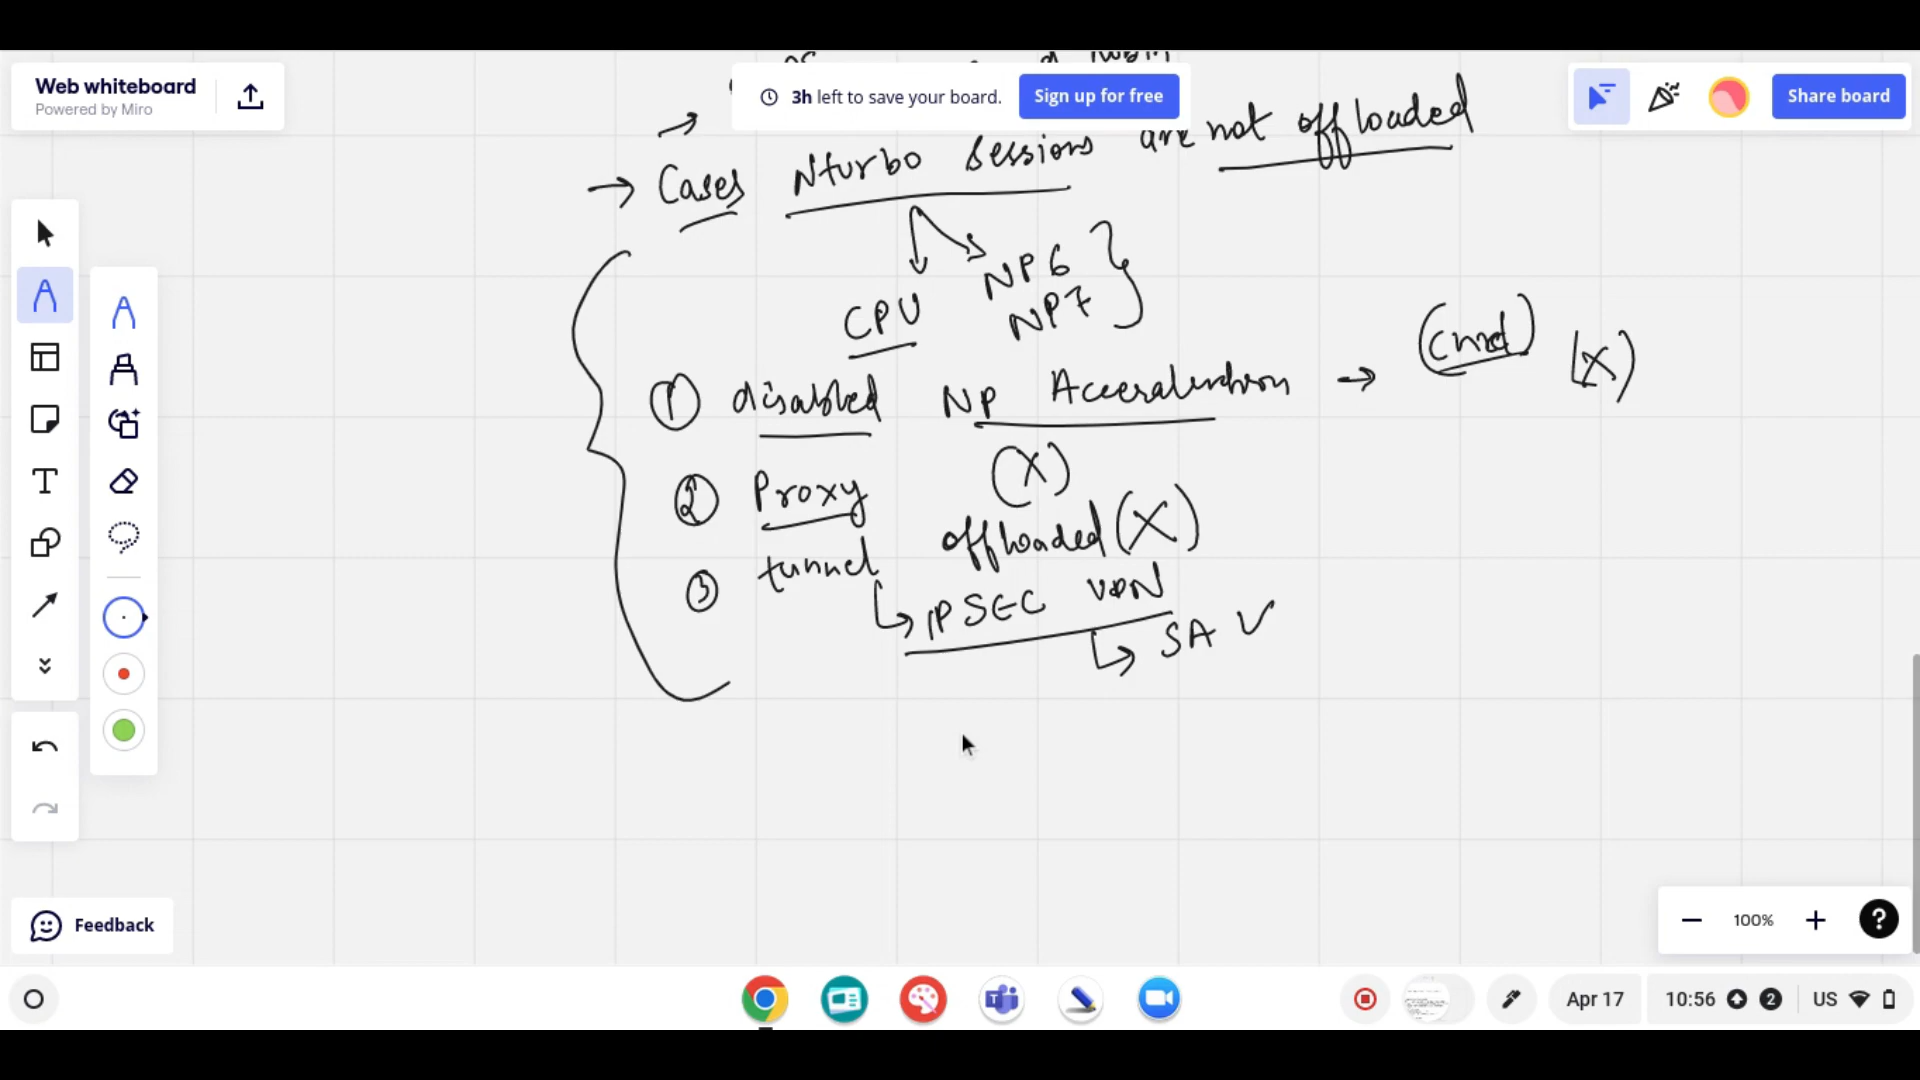 Web whiteboard
Powered by Miro
3h left to save your board.
Sign up for free
Share board
→ Cases Nturbo sessions are not offloaded
CPU
NP6
NP7
① disabled NP Acceralenchron → (cmd) (X)
② Proxy (X)
offloaded (X)
③ tunnel
IPSEC VPN
SA ✓
Feedback
100%
Apr 17
10:56
2
US